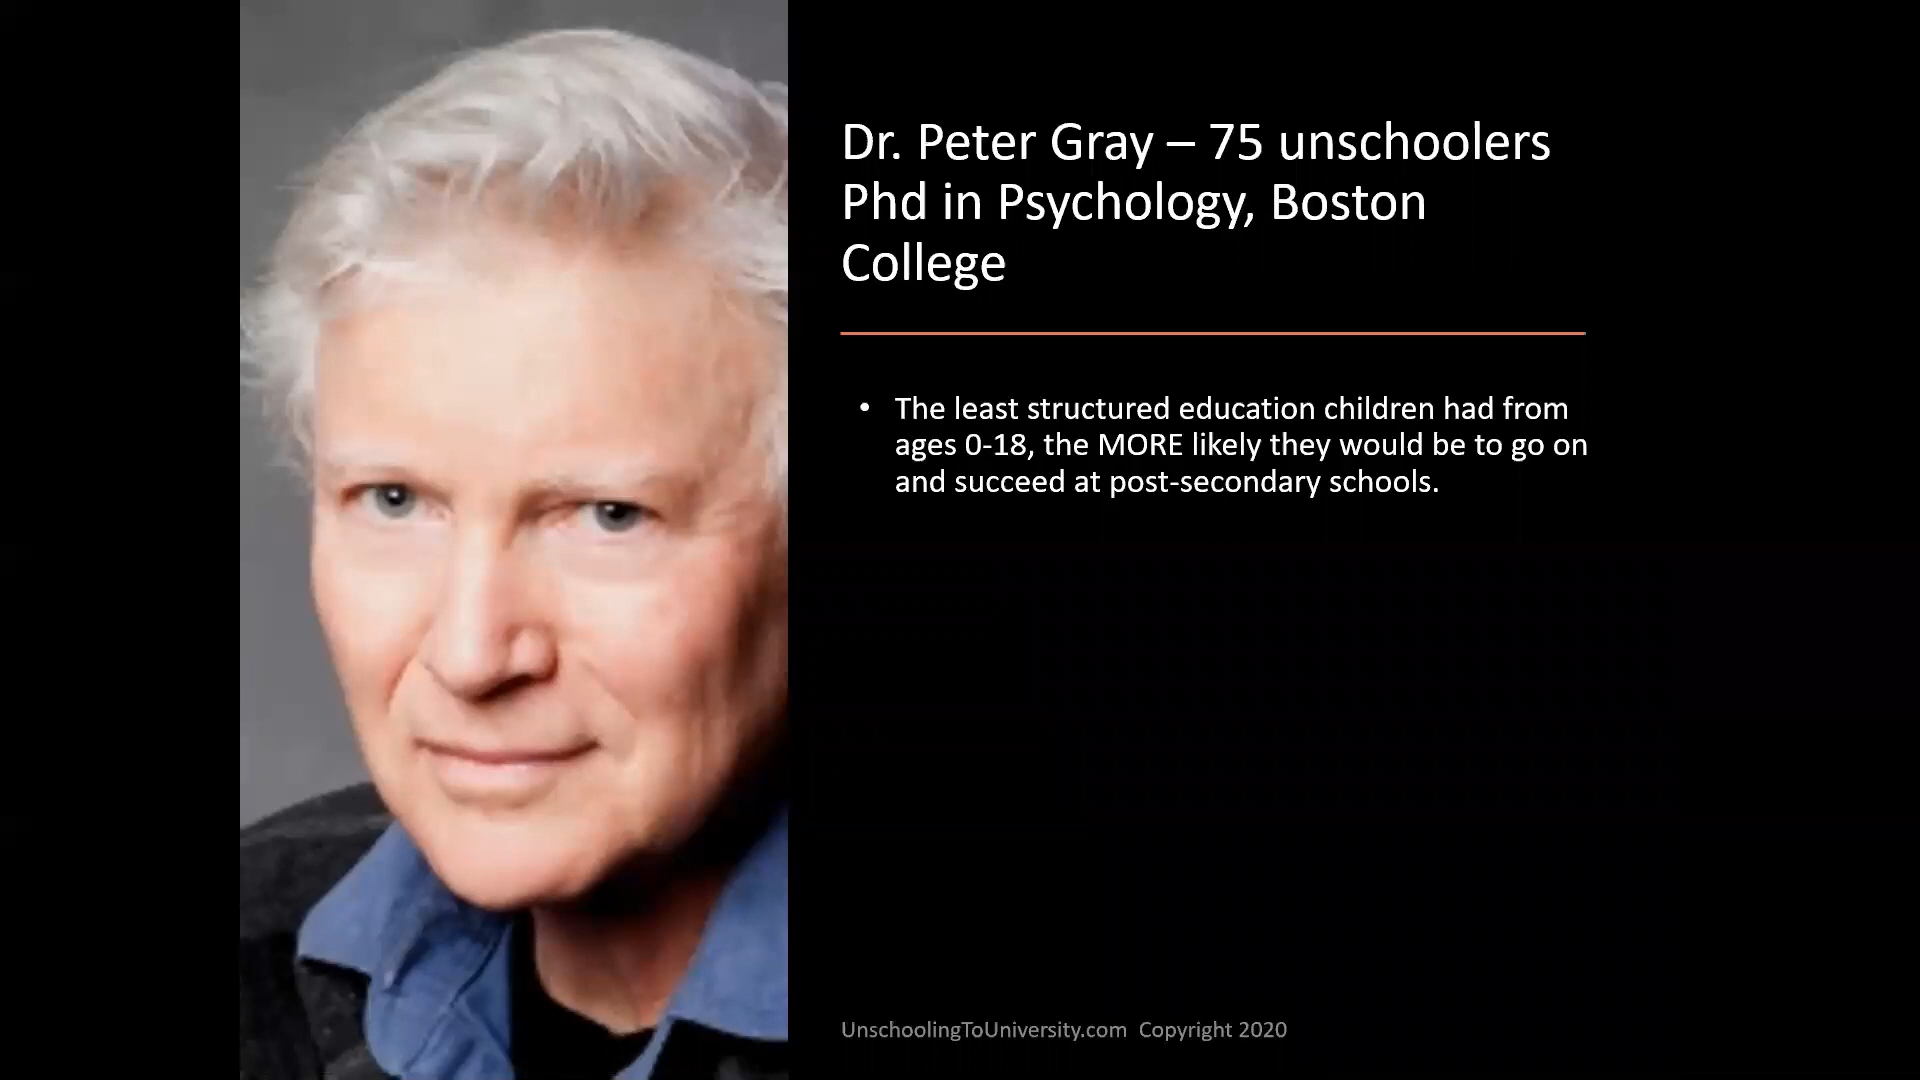 Dr. Peter Gray – 75 unschoolers
Phd in Psychology, Boston
College
• The least structured education children had from
ages 0-18, the MORE likely they would be to go on
and succeed at post-secondary schools.
UnschoolingToUniversity.com Copyright 2020